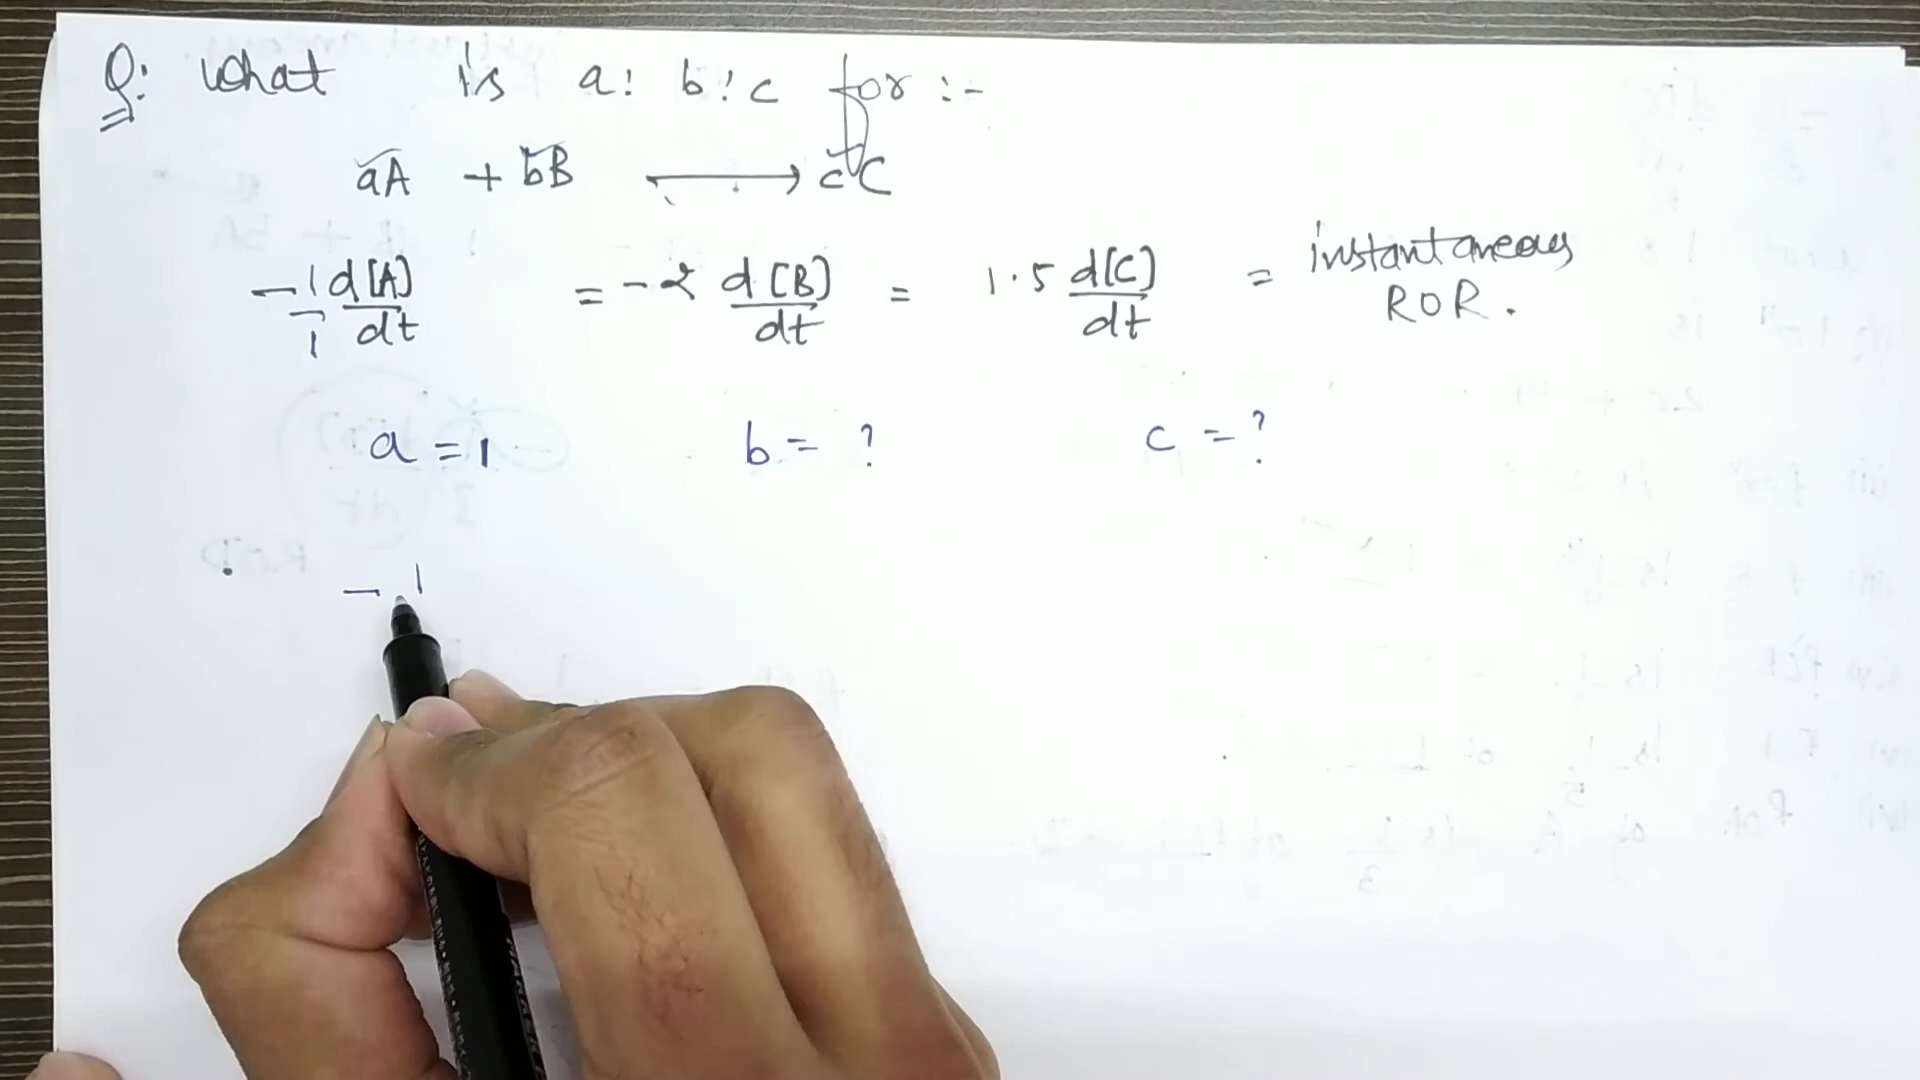 Q: What is a: b: c for :-
aA + bB ⟶ cC
- 1/1 d[A]/dt = - 2 d[B]/dt = 1.5 d[C]/dt = instantaneous ROR.
a = 1 b = ? c = ?
- 1